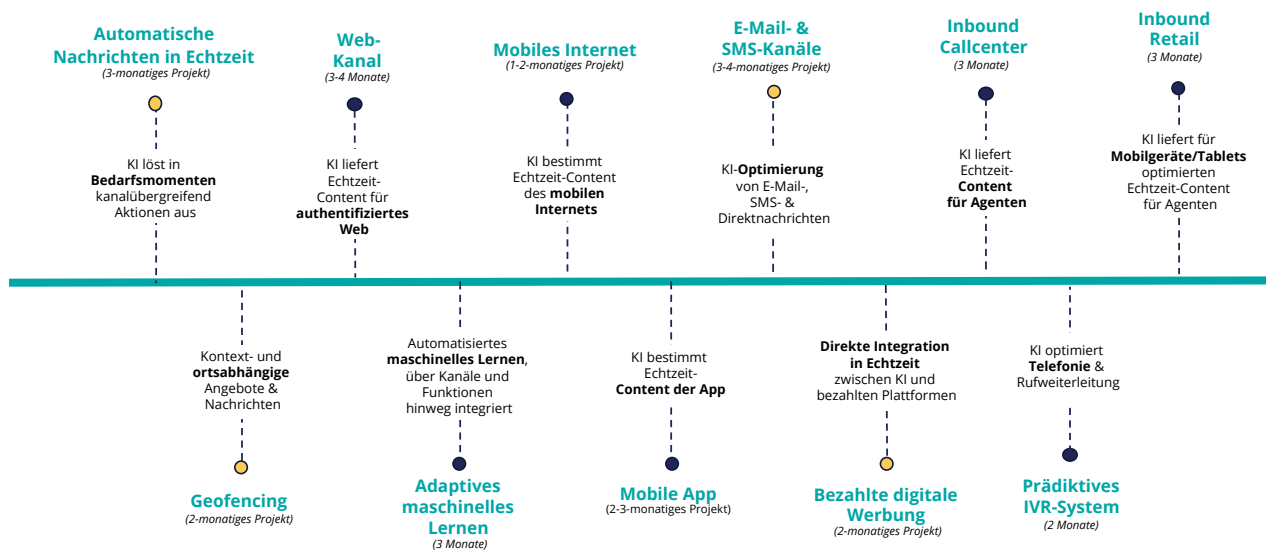 Automatische
Nachrichten in Echtzeit
(3-monatiges Projekt)
KI löst in
Bedarfsmomenten
kanalübergreifend
Aktionen aus
Web-
Kanal
(3-4 Monate)
KI liefert
Echtzeit-
Content für
authentifiziertes
Web
Mobiles Internet
(1-2-monatiges Projekt)
KI bestimmt
Echtzeit-Content
des mobilen
Internets
E-Mail- &
SMS-Kanäle
(3-4-monatiges Projekt)
KI-Optimierung
von E-Mail-,
SMS- &
Direktnachrichten
Inbound
Callcenter
(3 Monate)
KI liefert
Echtzeit-
Content
für Agenten
Inbound
Retail
(3 Monate)
KI liefert für
Mobilgeräte/Tablets
optimierten
Echtzeit-Content
für Agenten
Kontext- und
ortsabhängige
Angebote &
Nachrichten
Geofencing
(2-monatiges Projekt)
Automatisiertes
maschinelles Lernen,
über Kanäle und
Funktionen
hinweg integriert
Adaptives
maschinelles
Lernen
(3 Monate)
KI bestimmt
Echtzeit-
Content der App
Mobile App
(2-3-monatiges Projekt)
Direkte Integration
in Echtzeit
zwischen KI und
bezahlten Plattformen
Bezahlte digitale
Werbung
(2-monatiges Projekt)
KI optimiert
Telefonie &
Rufweiterleitung
Prädiktives
IVR-System
(2 Monate)